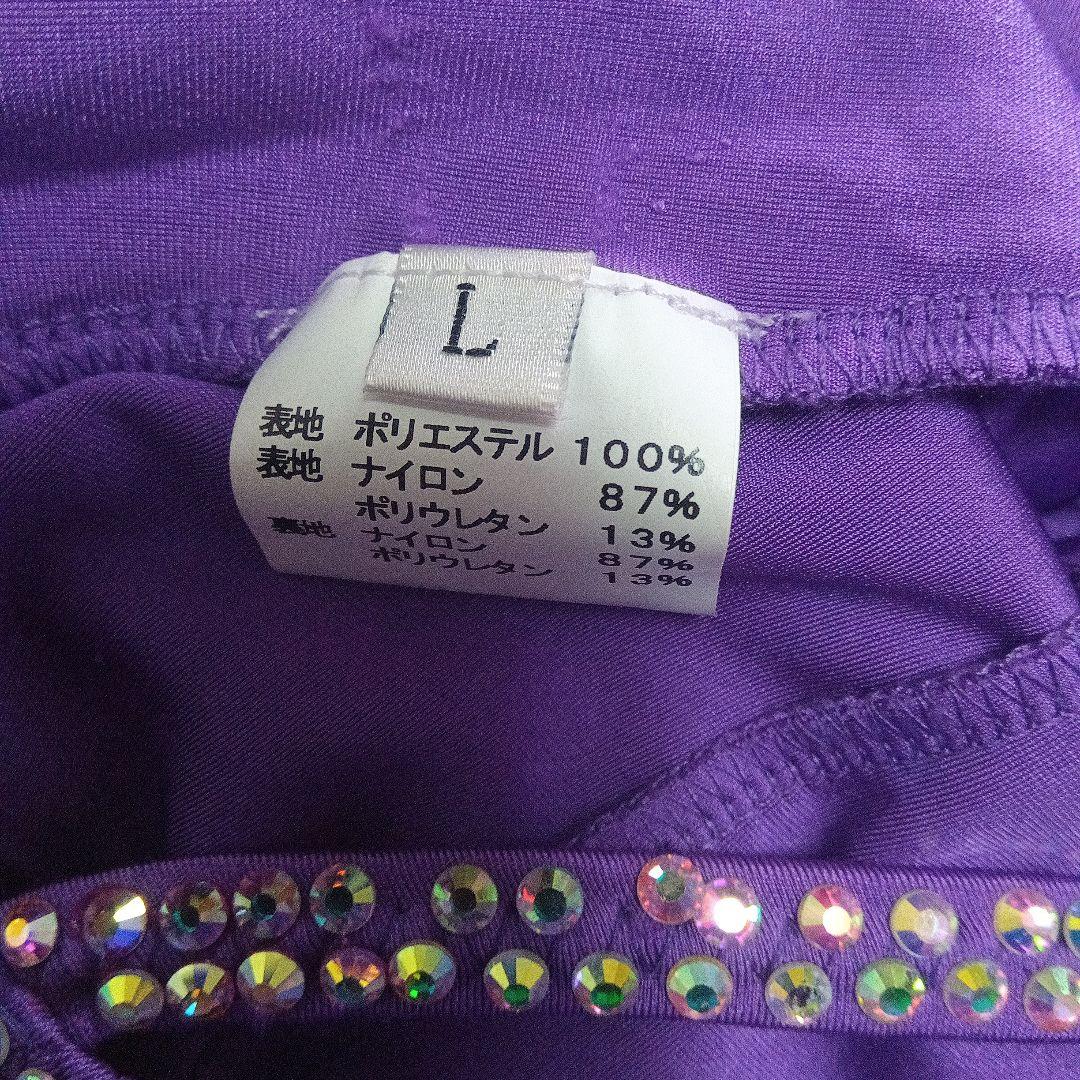 L
表地 ポリエステル 100%
表地 ナイロン 87%
ポリウレタン 13%
裏地 ナイロン 87%
ポリウレタン 13%